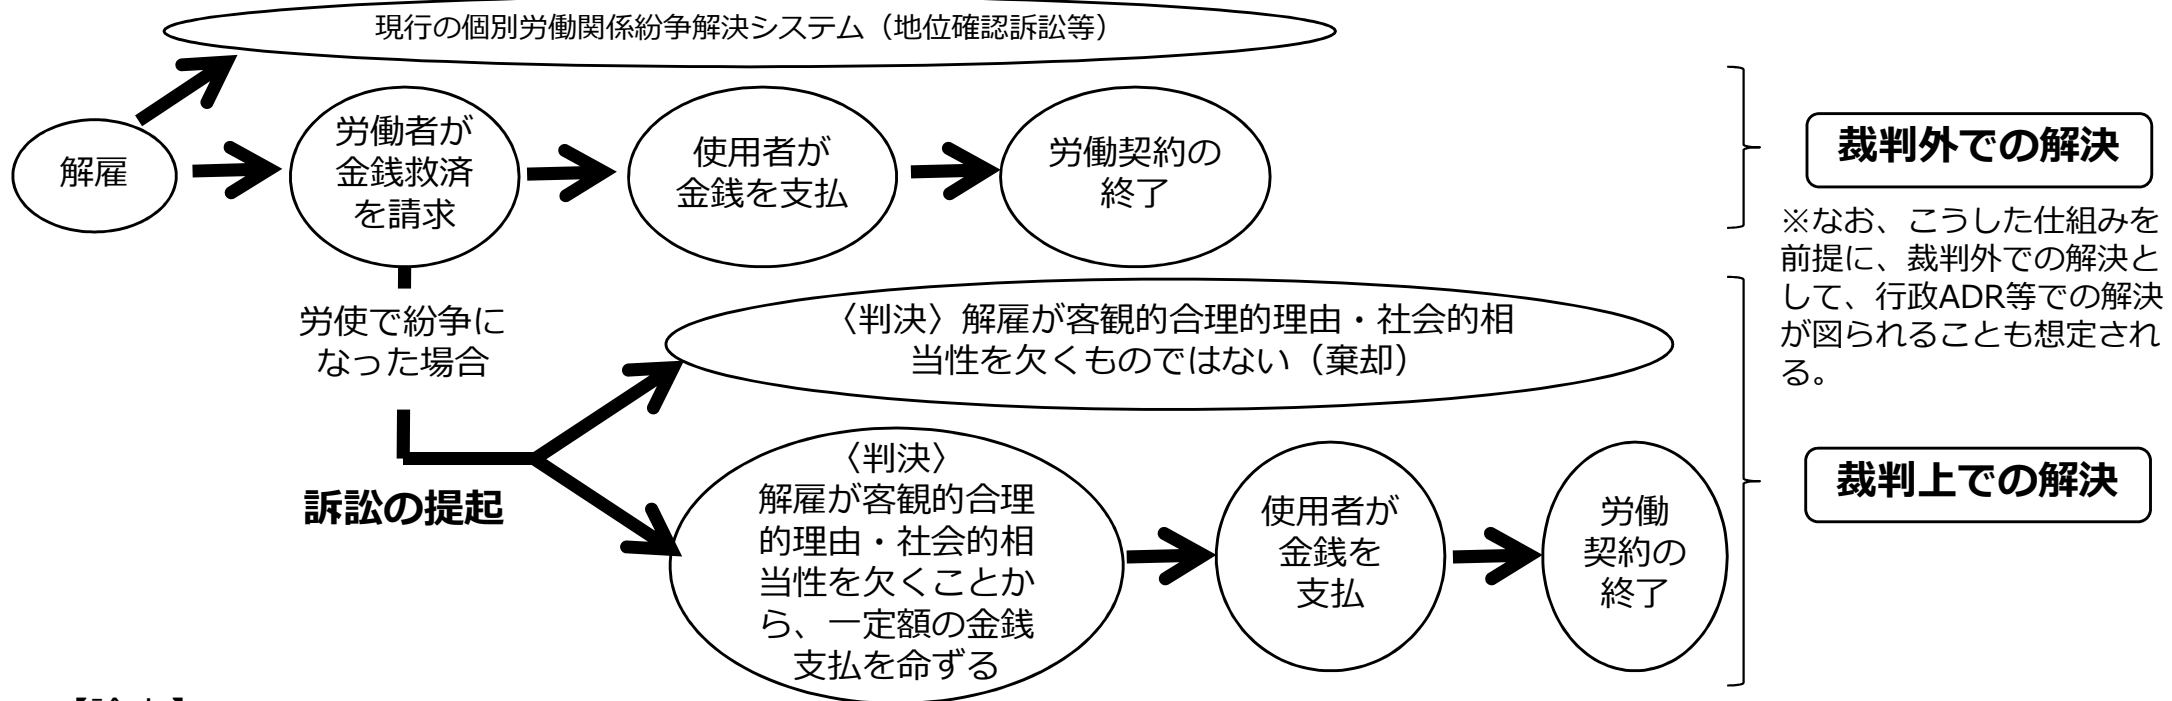 現行の個別労働関係紛争解決システム（地位確認訴訟等）
解雇
労働者が
金銭救済
を請求
使用者が
金銭を支払
労働契約の
終了
裁判外での解決
※なお、こうした仕組みを
前提に、裁判外での解決と
して、行政ADR等での解決
が図られることも想定され
る。
労使で紛争に
なった場合
訴訟の提起
〈判決〉解雇が客観的合理的理由・社会的相
当性を欠くものではない（棄却）
〈判決〉
解雇が客観的合理
的理由・社会的相
当性を欠くことか
ら、一定額の金銭
支払を命ずる
使用者が
金銭を
支払
労働
契約の
終了
裁判上での解決